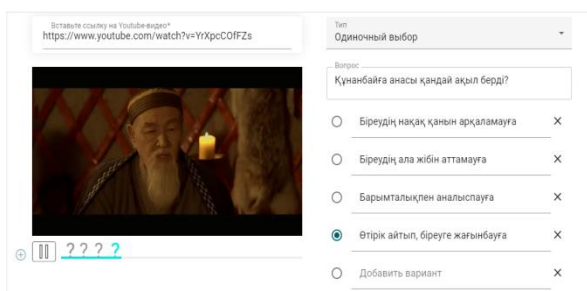 Вставьте ссылку на Youtube-видео*
https://www.youtube.com/watch?v=YrXpcCOfFZs
? ? ? ?
Тип
Одиночный выбор
Вопрос
Құнанбайға анасы қандай ақыл берді?
Біреудің нақақ қанын арқаламауға
Біреудің ала жібін аттамауға
Барымталықпен аналыспауға
Өтірік айтып, біреуге жағынбауға
Добавить вариант